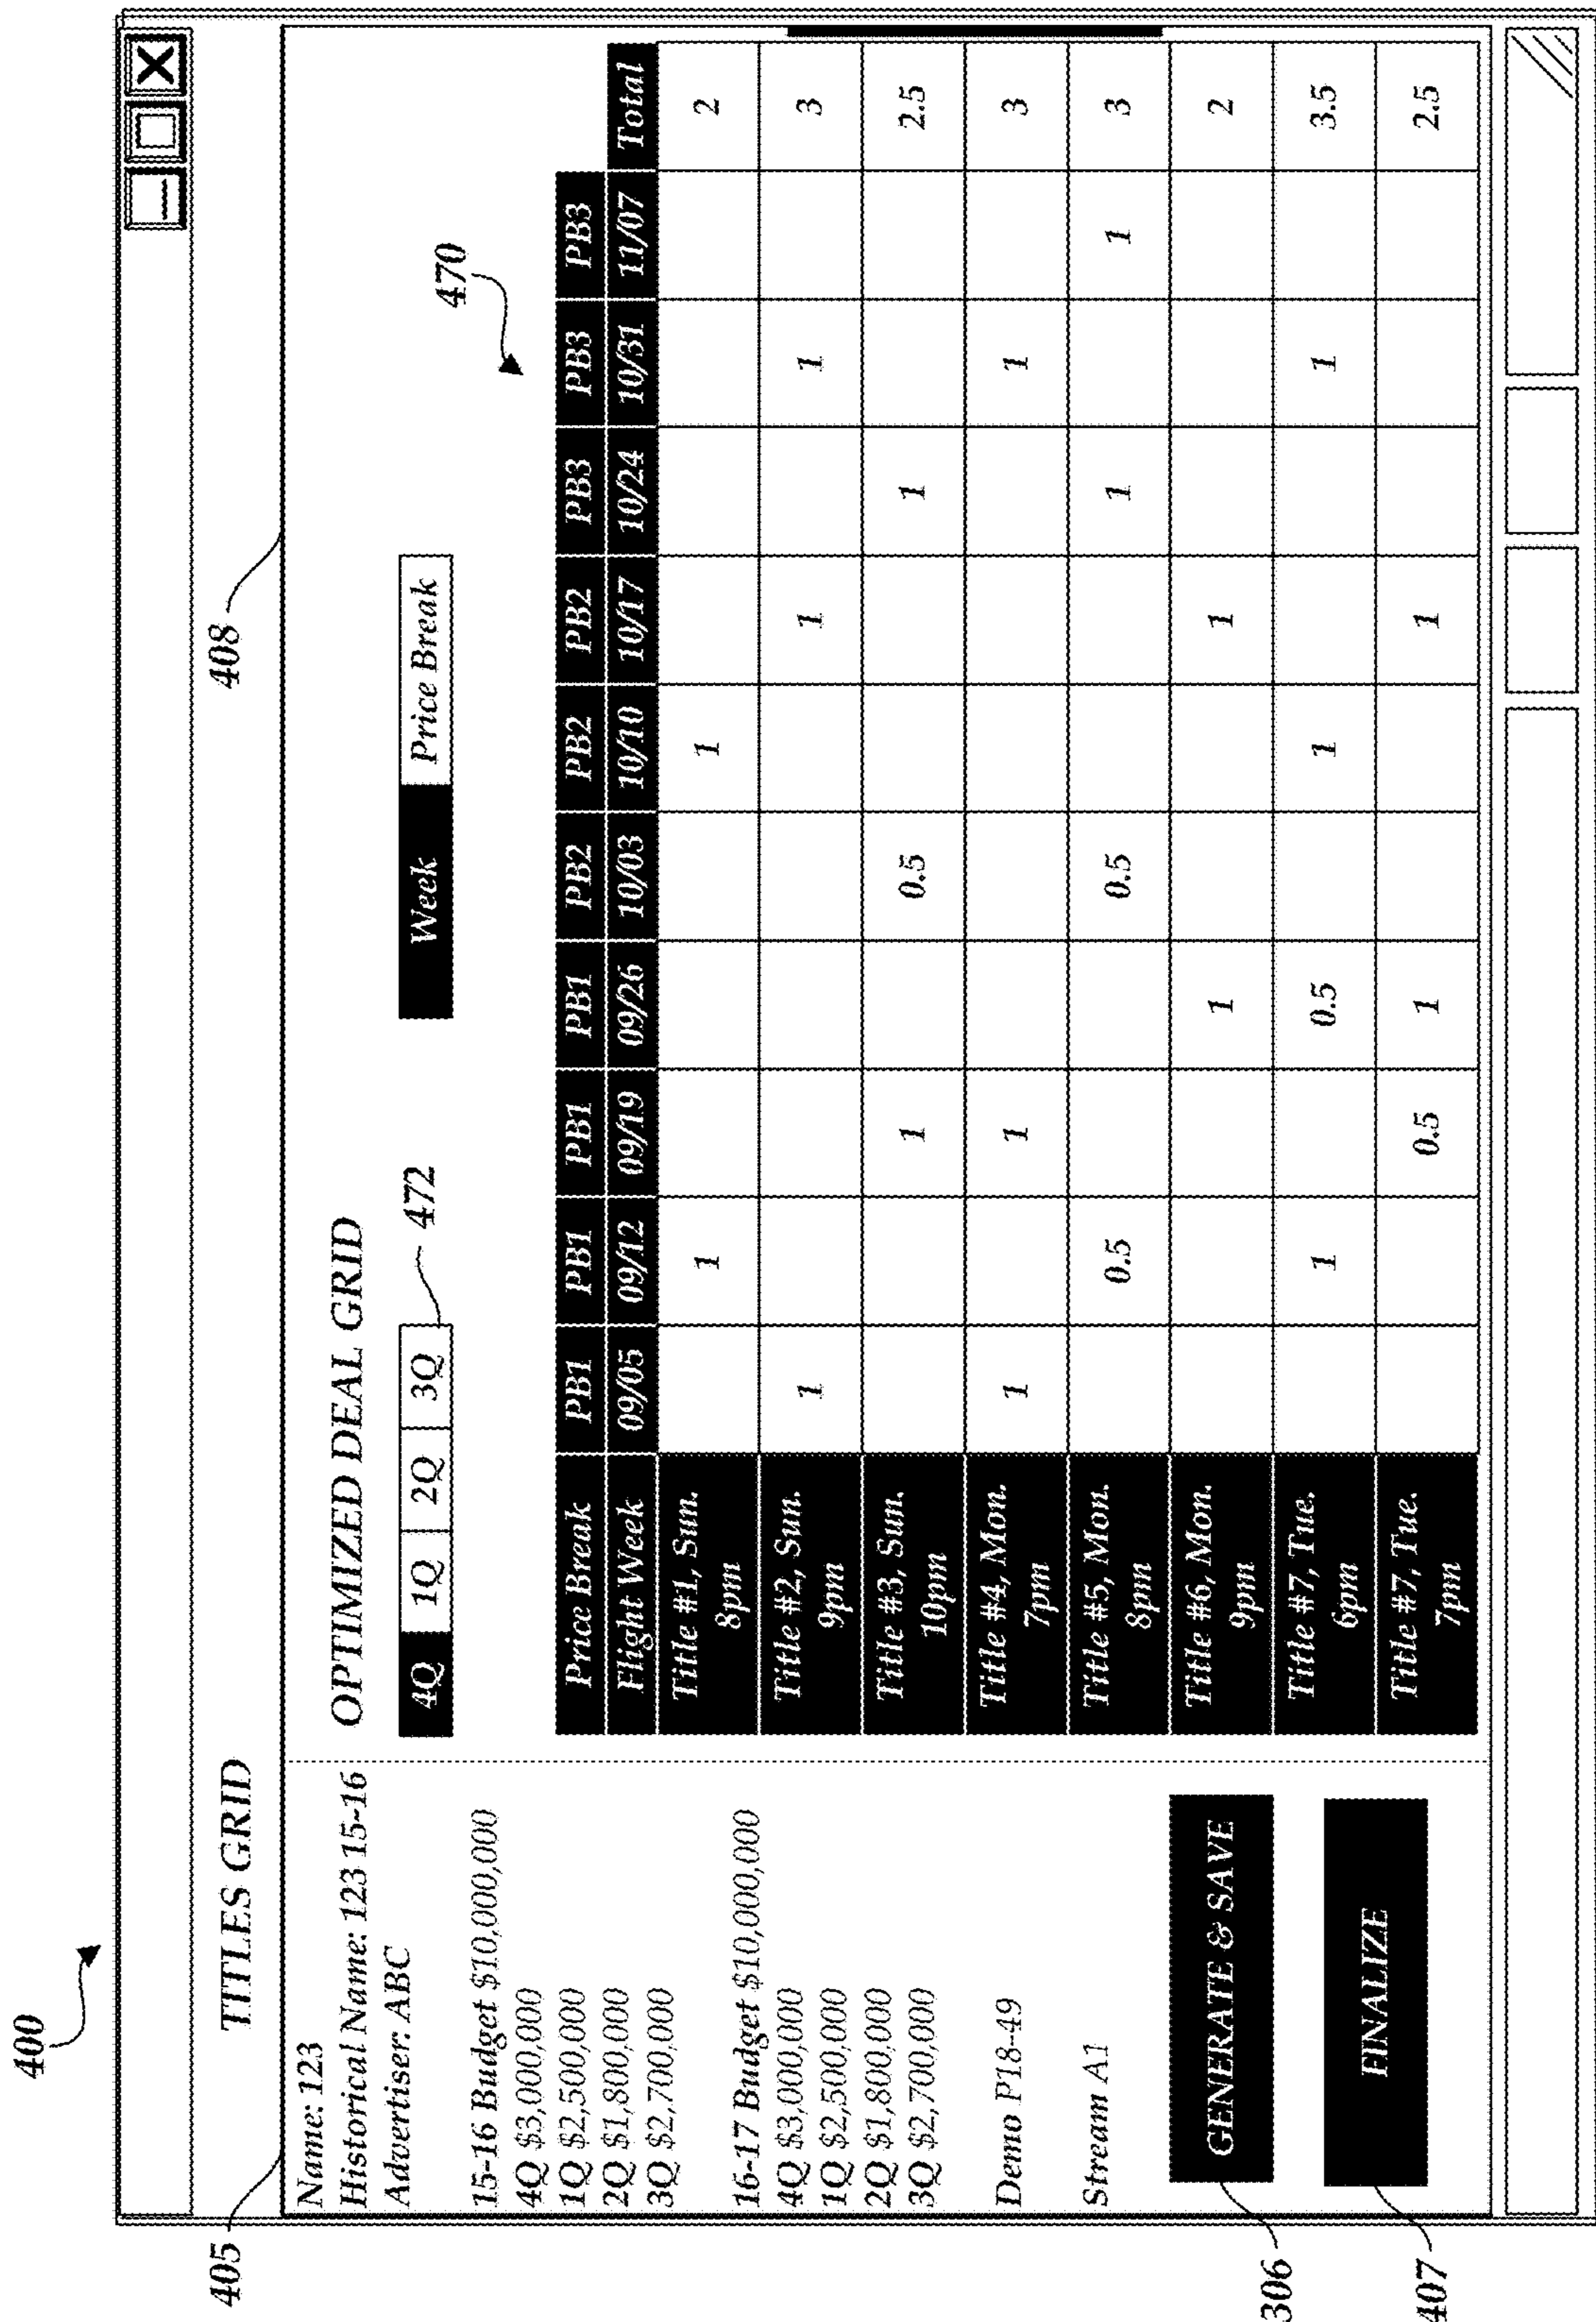 400
TITLES GRID
405
408
Name: 123
Historical Name: 123 15-16
Advertiser: ABC
15-16 Budget $10,000,000
4Q $3,000,000
1Q $2,500,000
2Q $1,800,000
3Q $2,700,000
16-17 Budget $10,000,000
4Q $3,000,000
1Q $2,500,000
2Q $1,800,000
3Q $2,700,000
Demo P18-49
Stream A1
GENERATE & SAVE
306
FINALIZE
407
OPTIMIZED DEAL GRID
4Q 1Q 2Q 3Q
472
Week Price Break
470
Price Break PB1 PB1 PB1 PB1 PB2 PB2 PB2 PB3 PB3 PB3
Flight Week 09/05 09/12 09/19 09/26 10/03 10/10 10/17 10/24 10/31 11/07 Total
Title #1, Sun. 1 1 2
8pm
Title #2, Sun. 1 1 1 3
9pm
Title #3, Sun. 1 0.5 1 2.5
10pm
Title #4, Mon. 1 1 1 3
7pm
Title #5, Mon. 0.5 0.5 1 1 3
8pm
Title #6, Mon. 1 1 2
9pm
Title #7, Tue. 1 0.5 1 1 3.5
6pm
Title #7, Tue. 0.5 1 1 2.5
7pm